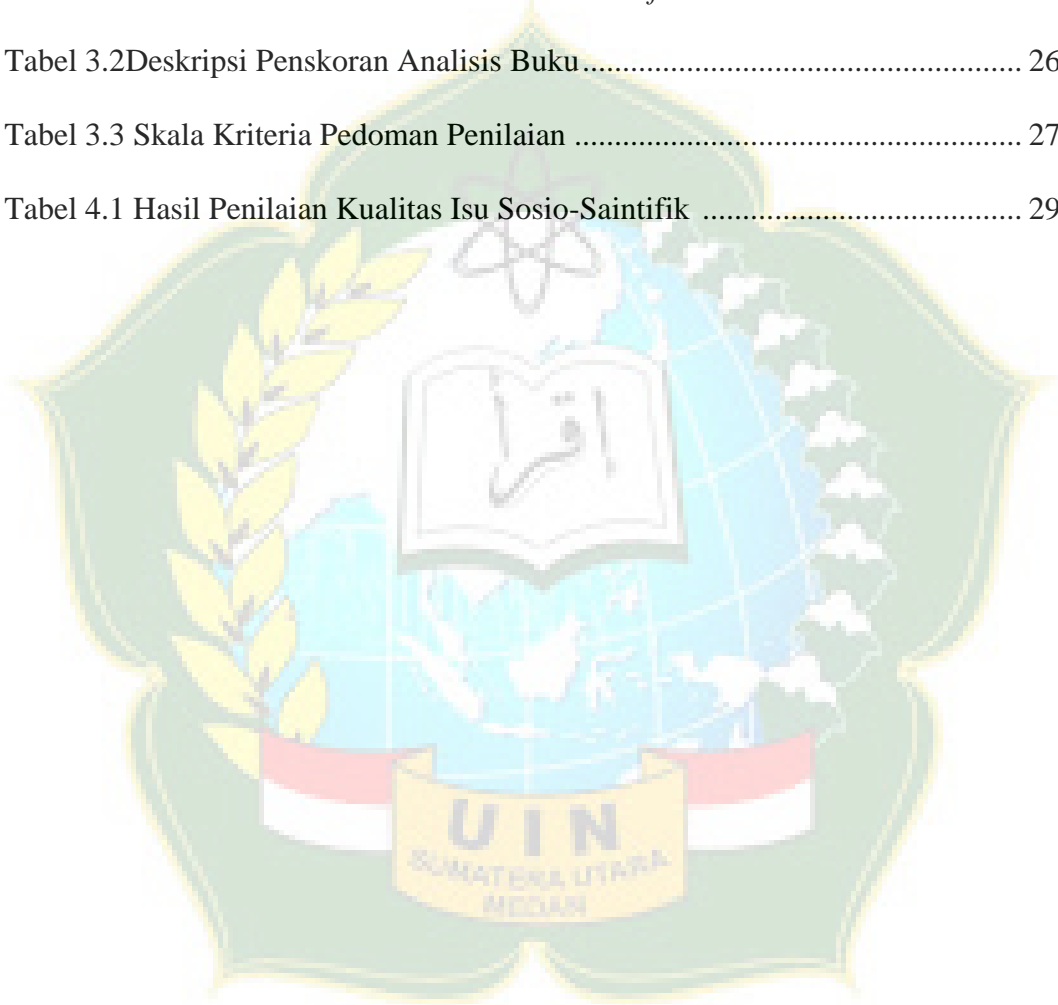 Tabel 3.2Deskripsi Penskoran Analisis Buku........................................................ 26
Tabel 3.3 Skala Kriteria Pedoman Penilaian ......................................................... 27
Tabel 4.1 Hasil Penilaian Kualitas Isu Sosio-Saintifik ......................................... 29
اقرأ
UIN
SUMATERA UTARA
MEDAN